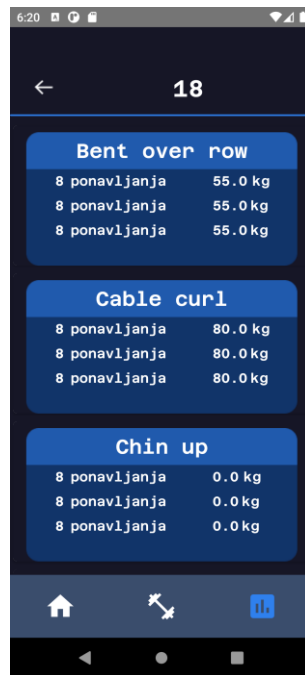 6:20
18
Bent over row
8 ponavljanja 55.0 kg
8 ponavljanja 55.0 kg
8 ponavljanja 55.0 kg
Cable curl
8 ponavljanja 80.0 kg
8 ponavljanja 80.0 kg
8 ponavljanja 80.0 kg
Chin up
8 ponavljanja 0.0 kg
8 ponavljanja 0.0 kg
8 ponavljanja 0.0 kg